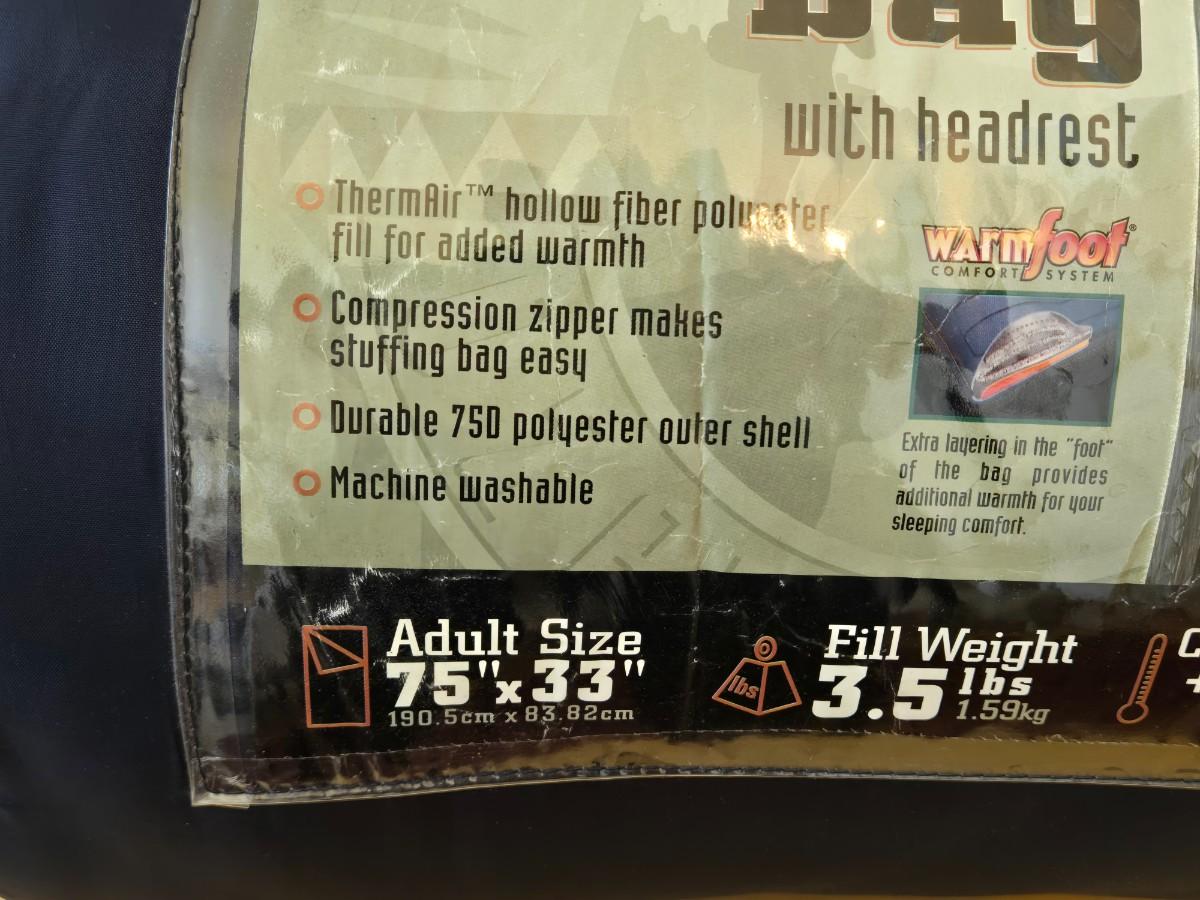 bag
with headrest
ThermAir™ hollow fiber polyester
fill for added warmth
Compression zipper makes
stuffing bag easy
Durable 75D polyester outer shell
Machine washable
warmfoot®
COMFORT SYSTEM
Extra layering in the "foot"
of the bag provides
additional warmth for your
sleeping comfort.
Adult Size
75"x33"
190.5cm x 83.82cm
lbs
Fill Weight
3.5 lbs
1.59kg
C
+